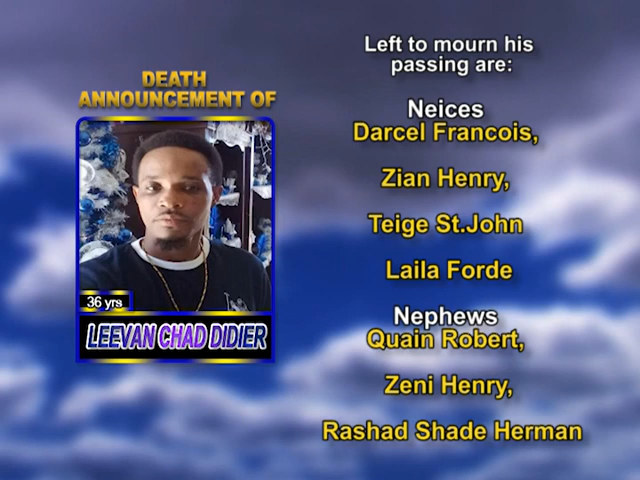 DEATH
ANNOUNCEMENT OF
36 yrs
LEEVAN CHAD DIDIER
Left to mourn his
passing are:
Neices
Darcel Francois,
Zian Henry,
Teige St.John
Laila Forde
Nephews
Quain Robert,
Zeni Henry,
Rashad Shade Herman